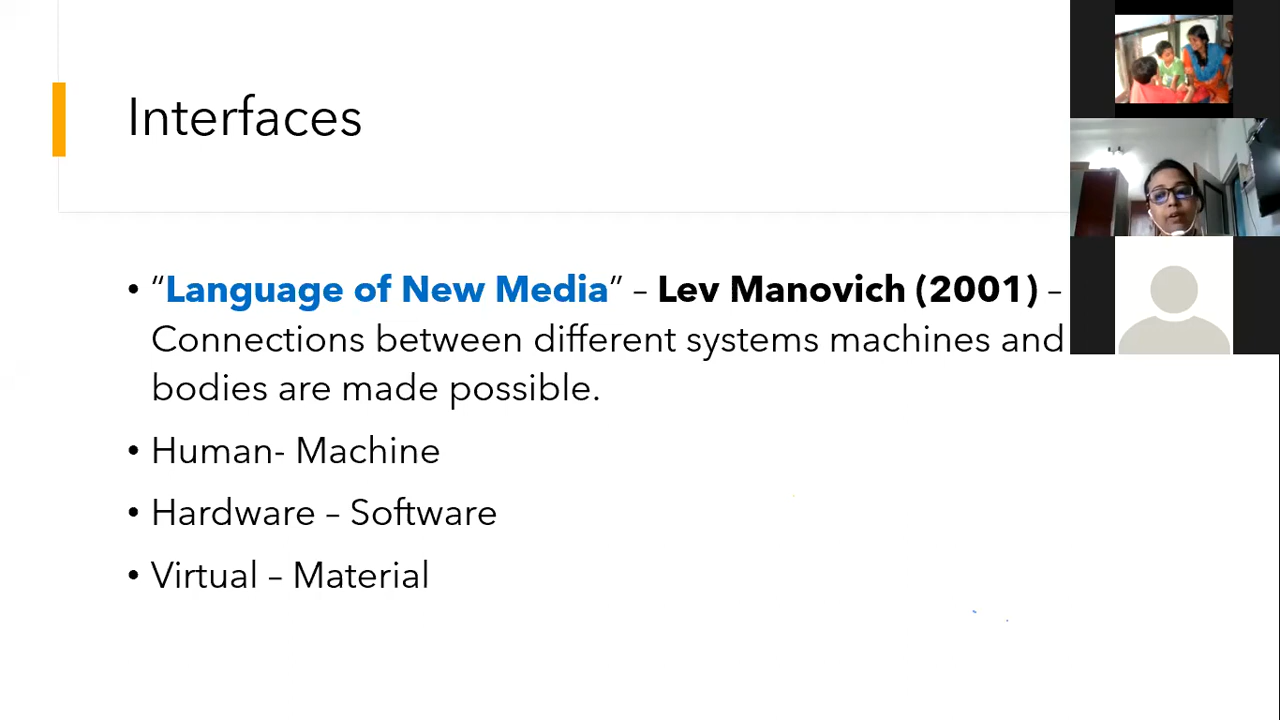 Interfaces
• “Language of New Media” – Lev Manovich (2001) –
Connections between different systems machines and
bodies are made possible.
• Human- Machine
• Hardware – Software
• Virtual – Material